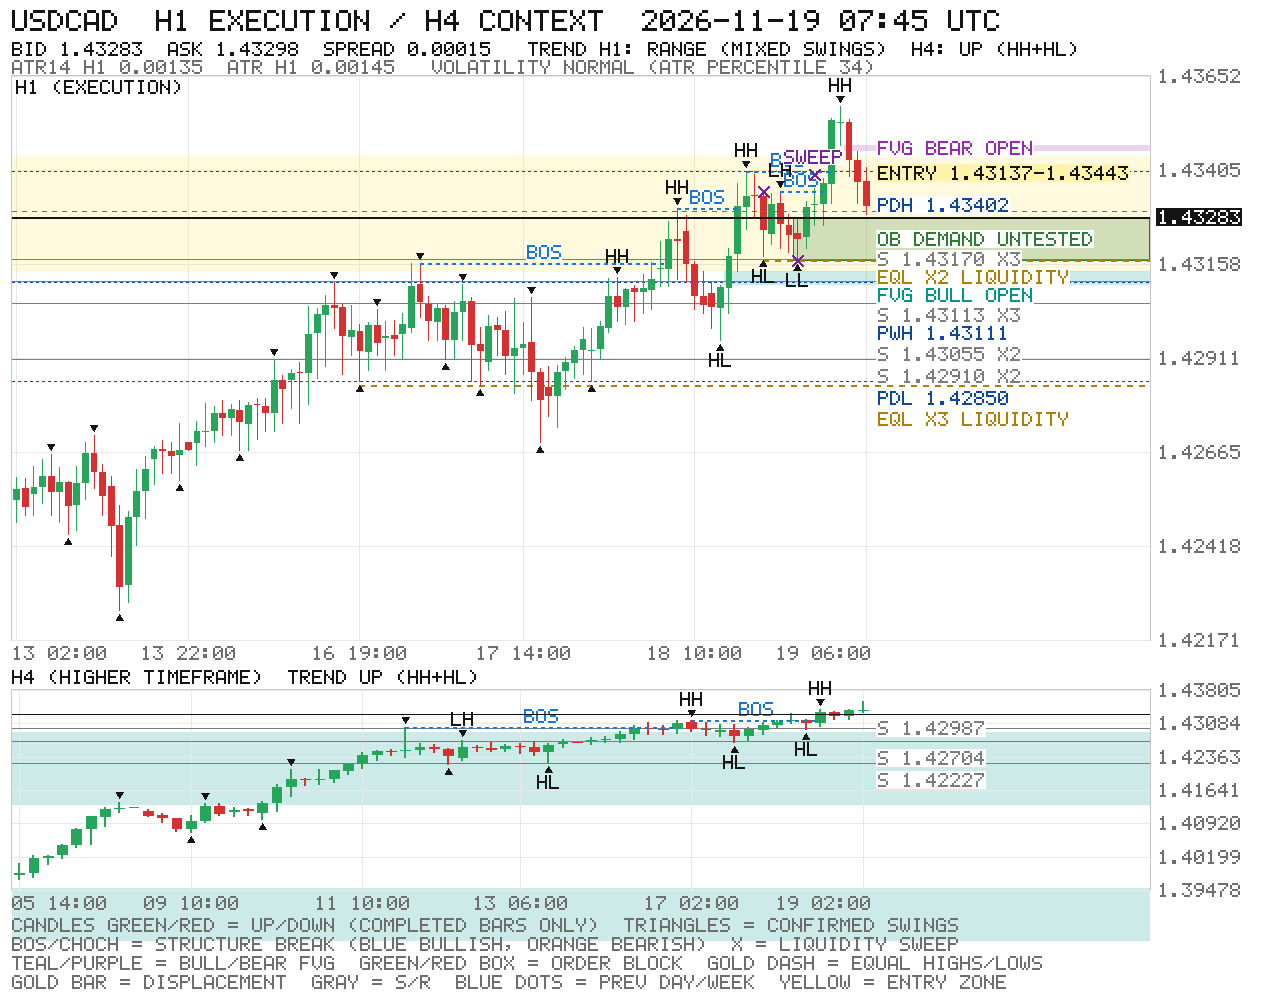 USDCAD  H1 EXECUTION / H4 CONTEXT  2026-11-19 07:45 UTC
BID 1.43283  ASK 1.43298  SPREAD 0.00015   TREND H1: RANGE (MIXED SWINGS)  H4: UP (HH+HL)
ATR14 H1 0.00135  ATR H1 0.00145   VOLATILITY NORMAL (ATR PERCENTILE 34)
H1 (EXECUTION)
1.43652
HH
HH
SWEEP
FVG BEAR OPEN
LH
BOS
1.43405
ENTRY 1.43137-1.43443
HH
BOS
PDH 1.43402
1.43283
OB DEMAND UNTESTED
BOS
HH
S 1.43170 X3
1.43158
HL
LL
EQL X2 LIQUIDITY
FVG BULL OPEN
S 1.43113 X3
PWH 1.43111
HL
S 1.43055 X2
1.42911
S 1.42910 X2
PDL 1.42850
EQL X3 LIQUIDITY
1.42665
1.42418
1.42171
13 02:00  13 22:00  16 19:00  17 14:00  18 10:00  19 06:00
H4 (HIGHER TIMEFRAME)  TREND UP (HH+HL)
HH
HH
1.43805
LH
BOS
BOS
1.43084
S 1.42987
HL
HL
HL
S 1.42704
1.42363
S 1.42227
1.41641
1.40920
1.40199
1.39478
05 14:00  09 10:00  11 10:00  13 06:00  17 02:00  19 02:00
CANDLES GREEN/RED = UP/DOWN (COMPLETED BARS ONLY)  TRIANGLES = CONFIRMED SWINGS
BOS/CHOCH = STRUCTURE BREAK (BLUE BULLISH, ORANGE BEARISH)  X = LIQUIDITY SWEEP
TEAL/PURPLE = BULL/BEAR FVG  GREEN/RED BOX = ORDER BLOCK  GOLD DASH = EQUAL HIGHS/LOWS
GOLD BAR = DISPLACEMENT  GRAY = S/R  BLUE DOTS = PREV DAY/WEEK  YELLOW = ENTRY ZONE